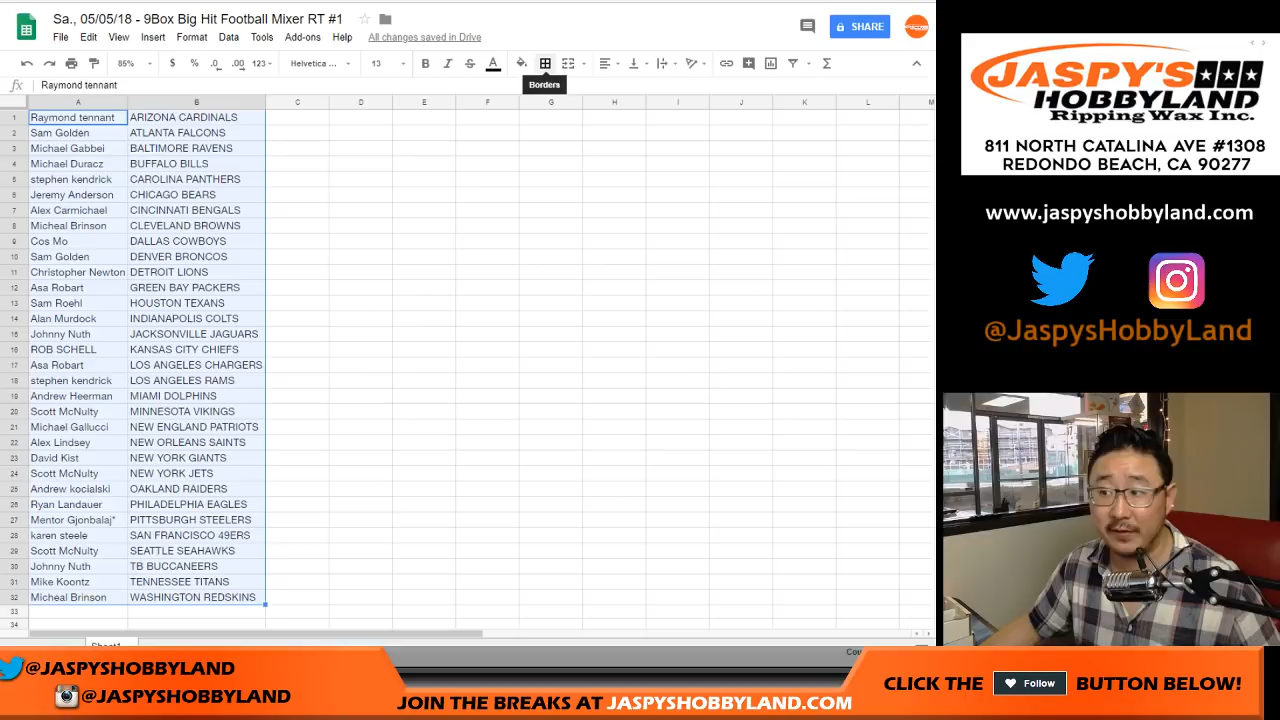 Sa., 05/05/18 - 9Box Big Hit Football Mixer RT #1
File Edit View Insert Format Data Tools Add-ons Help All changes saved in Drive
SHARE
85% $ % .0 .00 123 Helvetica ... 13 B I S A
Borders
fx Raymond tennant
A B C D E F G H I J K L M
1 Raymond tennant ARIZONA CARDINALS
2 Sam Golden ATLANTA FALCONS
3 Michael Gabbei BALTIMORE RAVENS
4 Michael Duracz BUFFALO BILLS
5 stephen kendrick CAROLINA PANTHERS
6 Jeremy Anderson CHICAGO BEARS
7 Alex Carmichael CINCINNATI BENGALS
8 Micheal Brinson CLEVELAND BROWNS
9 Cos Mo DALLAS COWBOYS
10 Sam Golden DENVER BRONCOS
11 Christopher Newton DETROIT LIONS
12 Asa Robart GREEN BAY PACKERS
13 Sam Roehl HOUSTON TEXANS
14 Alan Murdock INDIANAPOLIS COLTS
15 Johnny Nuth JACKSONVILLE JAGUARS
16 ROB SCHELL KANSAS CITY CHIEFS
17 Asa Robart LOS ANGELES CHARGERS
18 stephen kendrick LOS ANGELES RAMS
19 Andrew Heerman MIAMI DOLPHINS
20 Scott McNulty MINNESOTA VIKINGS
21 Michael Gallucci NEW ENGLAND PATRIOTS
22 Alex Lindsey NEW ORLEANS SAINTS
23 David Kist NEW YORK GIANTS
24 Scott McNulty NEW YORK JETS
25 Andrew kocialski OAKLAND RAIDERS
26 Ryan Landauer PHILADELPHIA EAGLES
27 Mentor Gjonbalaj* PITTSBURGH STEELERS
28 karen steele SAN FRANCISCO 49ERS
29 Scott McNulty SEATTLE SEAHAWKS
30 Johnny Nuth TB BUCCANEERS
31 Mike Koontz TENNESSEE TITANS
32 Micheal Brinson WASHINGTON REDSKINS
33
34
JASPY'S
HOBBYLAND
Ripping Wax Inc.
811 NORTH CATALINA AVE #1308
REDONDO BEACH, CA 90277
www.jaspyshobbyland.com
@JaspysHobbyLand
@JASPYSHOBBYLAND
@JASPYSHOBBYLAND
JOIN THE BREAKS AT JASPYSHOBBYLAND.COM
CLICK THE Follow BUTTON BELOW!